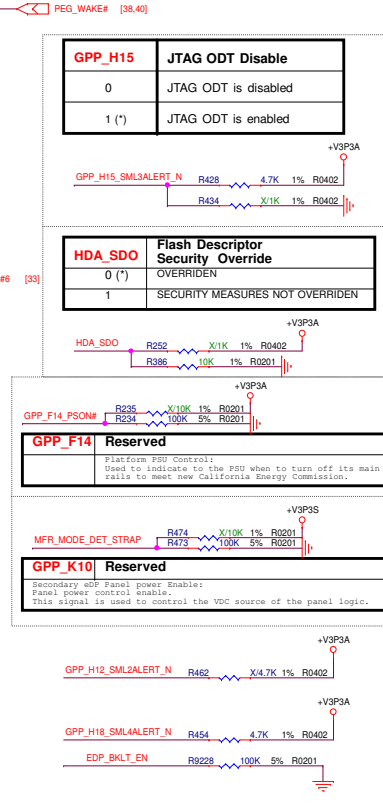 PEG_WAKE# [38,40]
GPP_H15 JTAG ODT Disable
0 JTAG ODT is disabled
1 (*) JTAG ODT is enabled
+V3P3A
GPP_H15_SML3ALERT_N R428 4.7K 1% R0402
R434 X/1K 1% R0402
HDA_SDO Flash Descriptor
Security Override
#6 [33] 0 (*) OVERRIDEN
1 SECURITY MEASURES NOT OVERRIDEN
+V3P3A
HDA_SDO R252 X/1K 1% R0402
R386 10K 1% R0201
+V3P3A
R235 X/10K 1% R0201
GPP_F14_PSON# R234 100K 5% R0201
GPP_F14 Reserved
Platform PSU Control:
Used to indicate to the PSU when to turn off its main
rails to meet new California Energy Commission.
+V3P3S
R474 X/10K 1% R0201
MFR_MODE_DET_STRAP R473 100K 5% R0201
GPP_K10 Reserved
Secondary eDP Panel power Enable:
Panel power control enable.
This signal is used to control the VDC source of the panel logic.
+V3P3A
GPP_H12_SML2ALERT_N R462 X/4.7K 1% R0402
+V3P3A
GPP_H18_SML4ALERT_N R454 4.7K 1% R0402
EDP_BKLT_EN R9228 100K 5% R0201